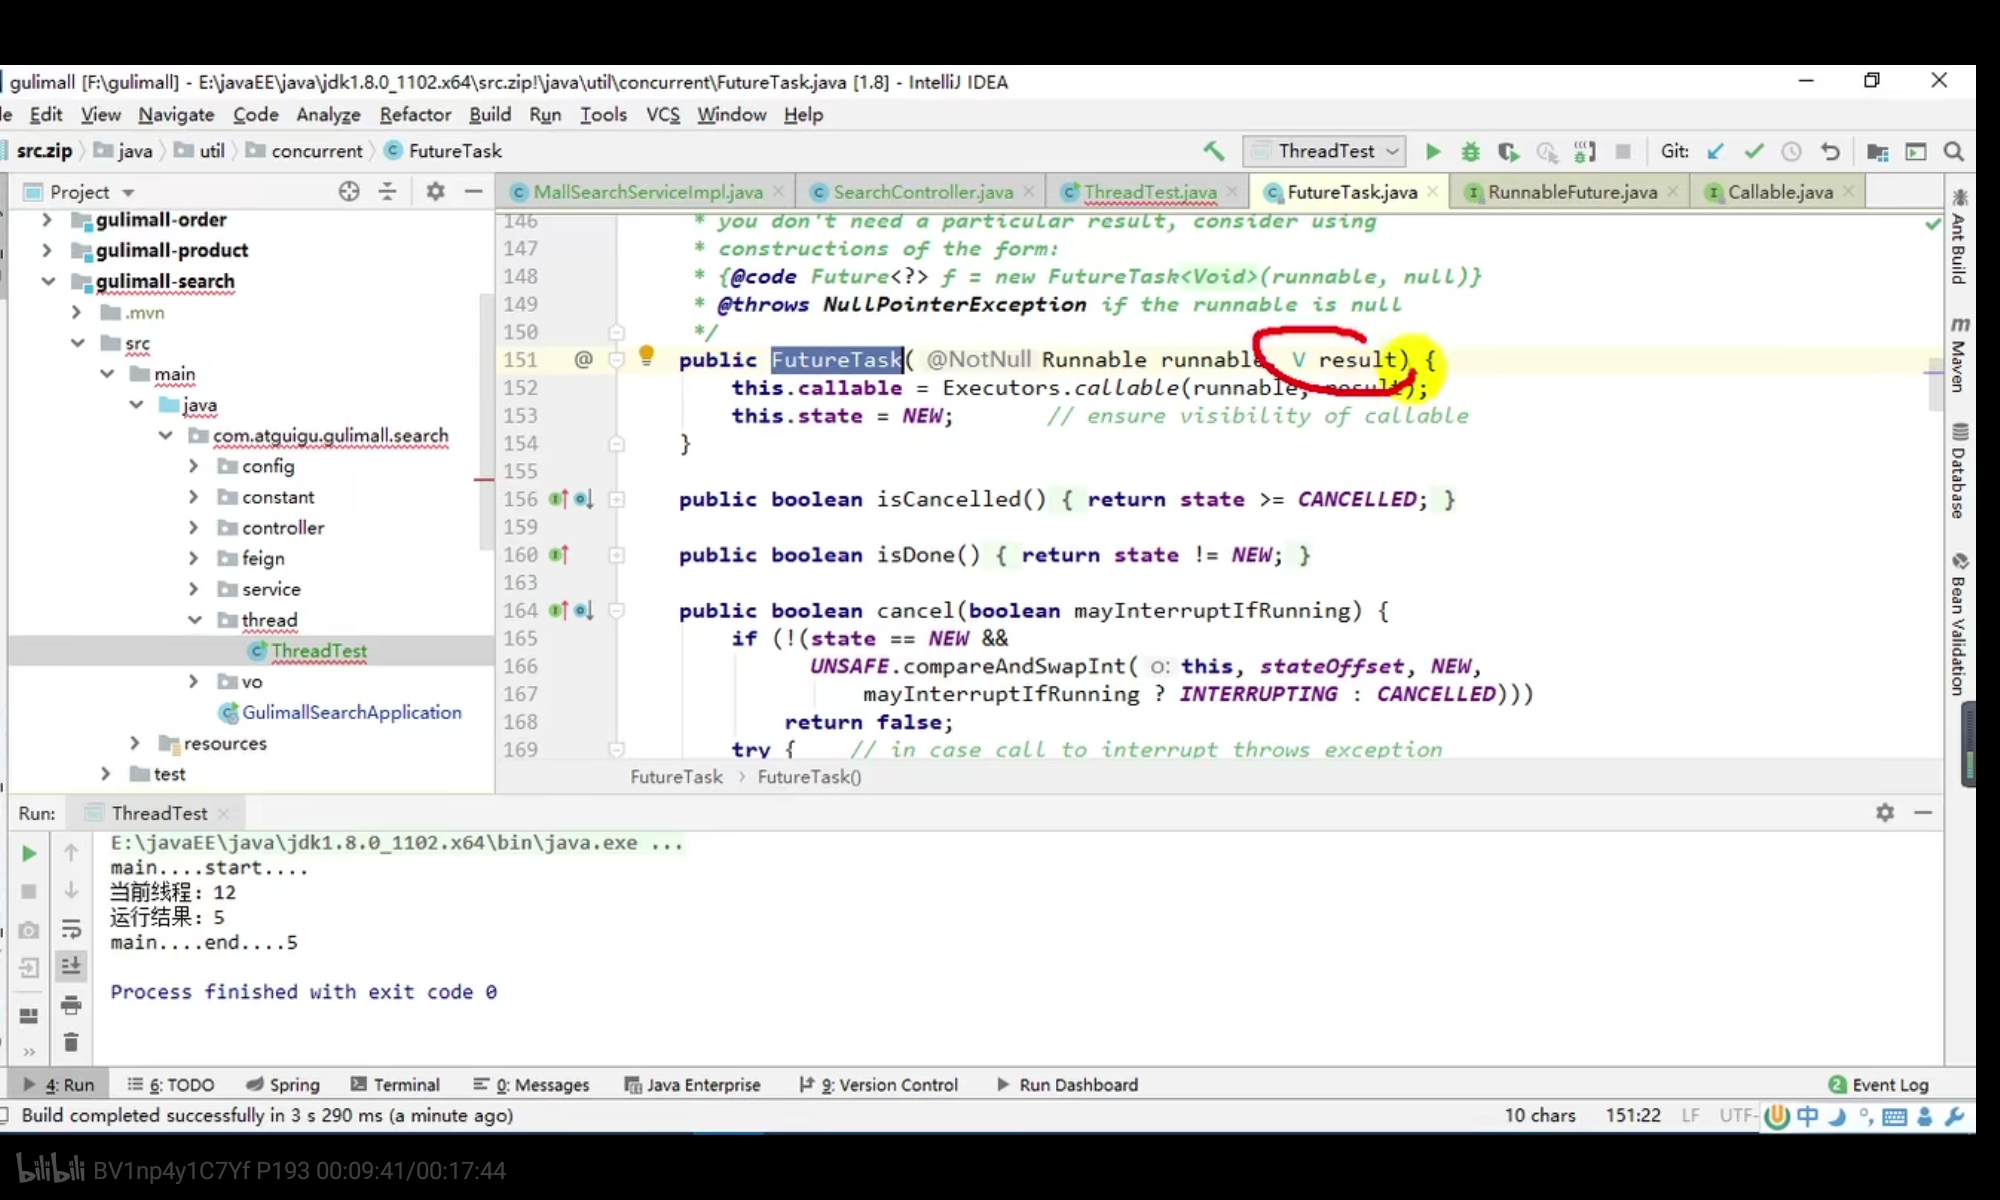 gulimall [F:\gulimall] - E:\javaEE\java\jdk1.8.0_1102.x64\src.zip!\java\util\concurrent\FutureTask.java [1.8] - IntelliJ IDEA
Edit View Navigate Code Analyze Refactor Build Run Tools VCS Window Help
src.zip java util concurrent FutureTask ThreadTest Git:
Project
MallSearchServiceImpl.java SearchController.java ThreadTest.java FutureTask.java RunnableFuture.java Callable.java
gulimall-order
gulimall-product
gulimall-search
.mvn
src
main
java
com.atguigu.gulimall.search
config
constant
controller
feign
service
thread
ThreadTest
vo
GulimallSearchApplication
resources
test
146 * you don't need a particular result, consider using
147 * constructions of the form:
148 * {@code Future<?> f = new FutureTask<Void>(runnable, null)}
149 * @throws NullPointerException if the runnable is null
150 */
151 @ public FutureTask( @NotNull Runnable runnable V result) {
152 this.callable = Executors.callable(runnable, result);
153 this.state = NEW; // ensure visibility of callable
154 }
155
156 public boolean isCancelled() { return state >= CANCELLED; }
159
160 public boolean isDone() { return state != NEW; }
163
164 public boolean cancel(boolean mayInterruptIfRunning) {
165 if (!(state == NEW &&
166 UNSAFE.compareAndSwapInt( o: this, stateOffset, NEW,
167 mayInterruptIfRunning ? INTERRUPTING : CANCELLED)))
168 return false;
169 try { // in case call to interrupt throws exception
FutureTask FutureTask()
Ant Build
Maven
Database
Bean Validation
Run: ThreadTest
E:\javaEE\java\jdk1.8.0_1102.x64\bin\java.exe ...
main....start....
当前线程：12
运行结果：5
main....end....5
Process finished with exit code 0
4: Run 6: TODO Spring Terminal 0: Messages Java Enterprise 9: Version Control Run Dashboard 2 Event Log
Build completed successfully in 3 s 290 ms (a minute ago) 10 chars 151:22 LF UTF- 中
bilibili BV1np4y1C7Yf P193 00:09:41/00:17:44